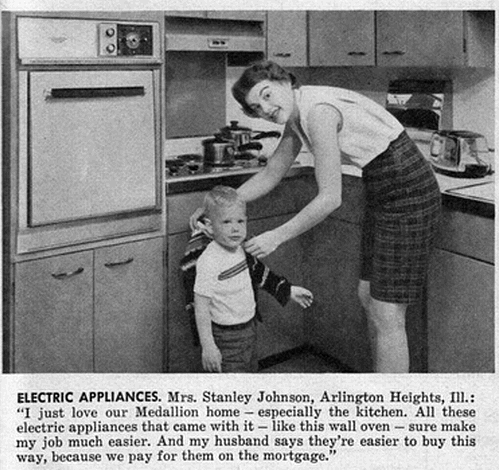 ELECTRIC APPLIANCES. Mrs. Stanley Johnson, Arlington Heights, Ill.:
“I just love our Medallion home – especially the kitchen. All these
electric appliances that came with it – like this wall oven – sure make
my job much easier. And my husband says they’re easier to buy this
way, because we pay for them on the mortgage.”